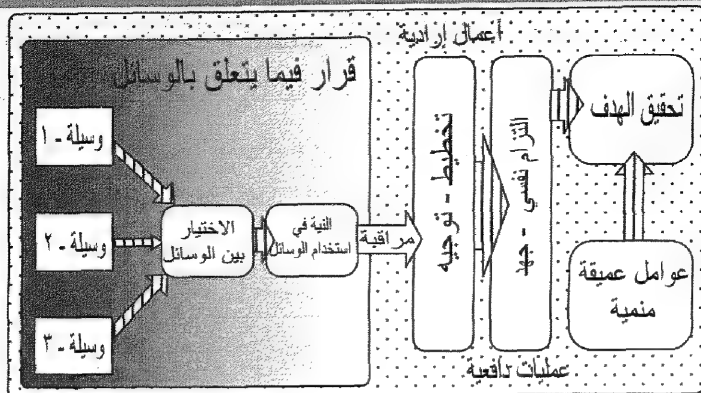 أعمال إرادية
قرار فيما يتعلق بالوسائل
وسيلة - ١
وسيلة - ٢
وسيلة - ٣
الاختيار
بين الوسائل
النية في
استخدام الوسائل
مراقبة
تخطيط - توجيه
التزام نفسي - جهد
تحقيق الهدف
عوامل عميقة
منمية
عمليات دافعية